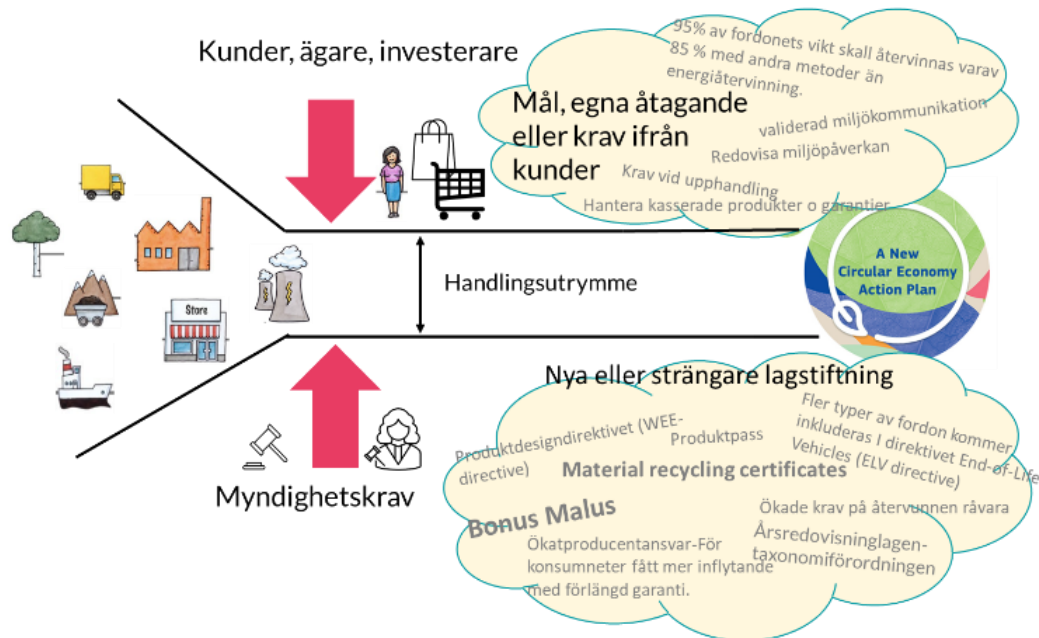 Kunder, ägare, investerare
95% av fordonets vikt skall återvinnas varav
85 % med andra metoder än
energiåtervinning.
Mål, egna åtagande
eller krav ifrån
kunder
validerad miljökommunikation
Redovisa miljöpåverkan
Krav vid upphandling
Hantera kasserade produkter o garantier
A New
Circular Economy
Action Plan
Handlingsutrymme
Store
Nya eller strängare lagstiftning
Produktdesigndirektivet (WEE-
directive)
Produktpass
Fler typer av fordon kommer
inkluderas I direktivet End-of-Life
Vehicles (ELV directive)
Material recycling certificates
Myndighetskrav
Bonus Malus
Ökade krav på återvunnen råvara
Årsredovisninglagen-
taxonomiförordningen
Ökatproducentansvar-För
konsumneter fått mer inflytande
med förlängd garanti.